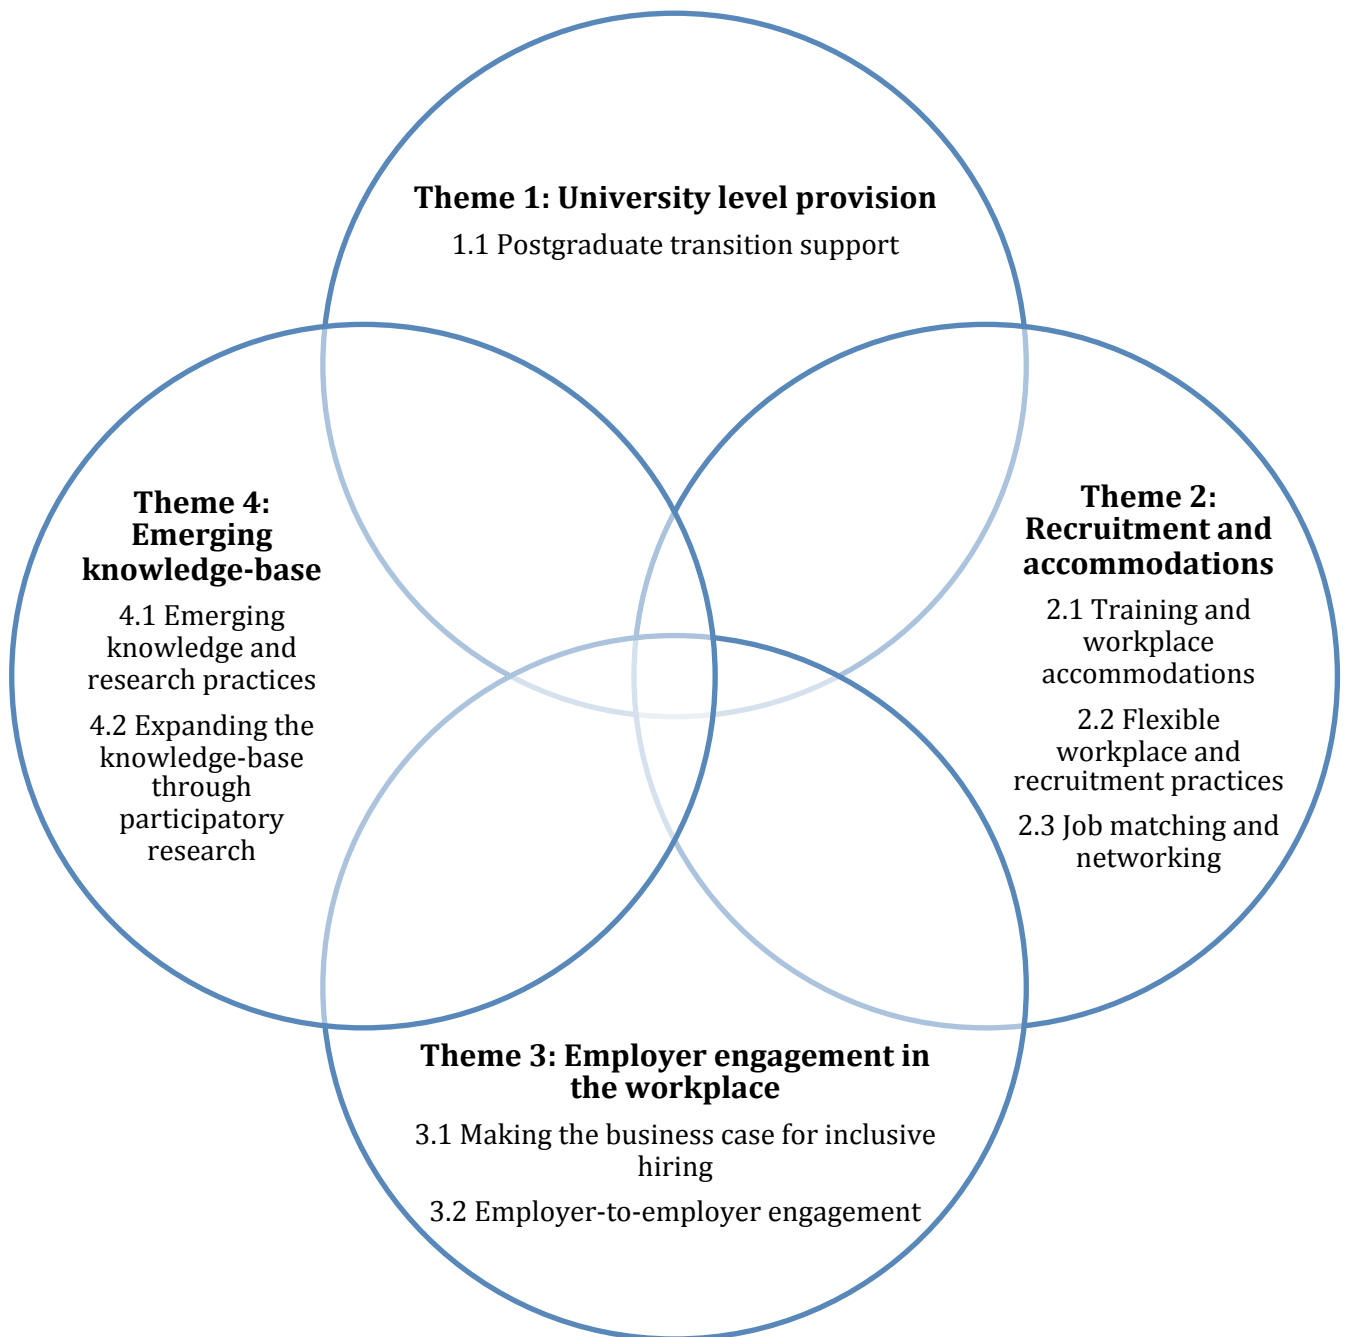 Theme 1: University level provision
1.1 Postgraduate transition support
Theme 2:
Recruitment and
accommodations
2.1 Training and
workplace
accommodations
2.2 Flexible
workplace and
recruitment practices
2.3 Job matching and
networking
Theme 3: Employer engagement in
the workplace
3.1 Making the business case for inclusive
hiring
3.2 Employer-to-employer engagement
Theme 4:
Emerging
knowledge-base
4.1 Emerging
knowledge and
research practices
4.2 Expanding the
knowledge-base
through
participatory
research